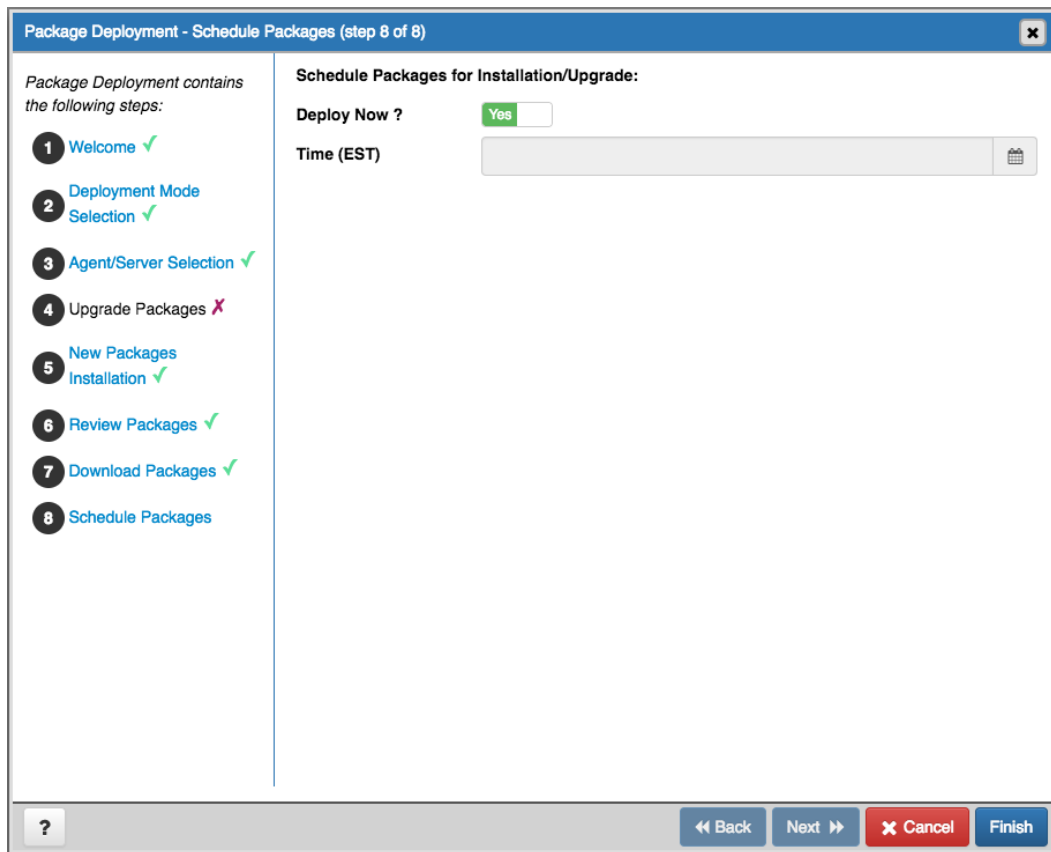 Package Deployment - Schedule Packages (step 8 of 8)
Package Deployment contains
the following steps:
1 Welcome ✓
2 Deployment Mode
Selection ✓
3 Agent/Server Selection ✓
4 Upgrade Packages ✗
5 New Packages
Installation ✓
6 Review Packages ✓
7 Download Packages ✓
8 Schedule Packages
Schedule Packages for Installation/Upgrade:
Deploy Now ? Yes
Time (EST)
? Back Next Cancel Finish